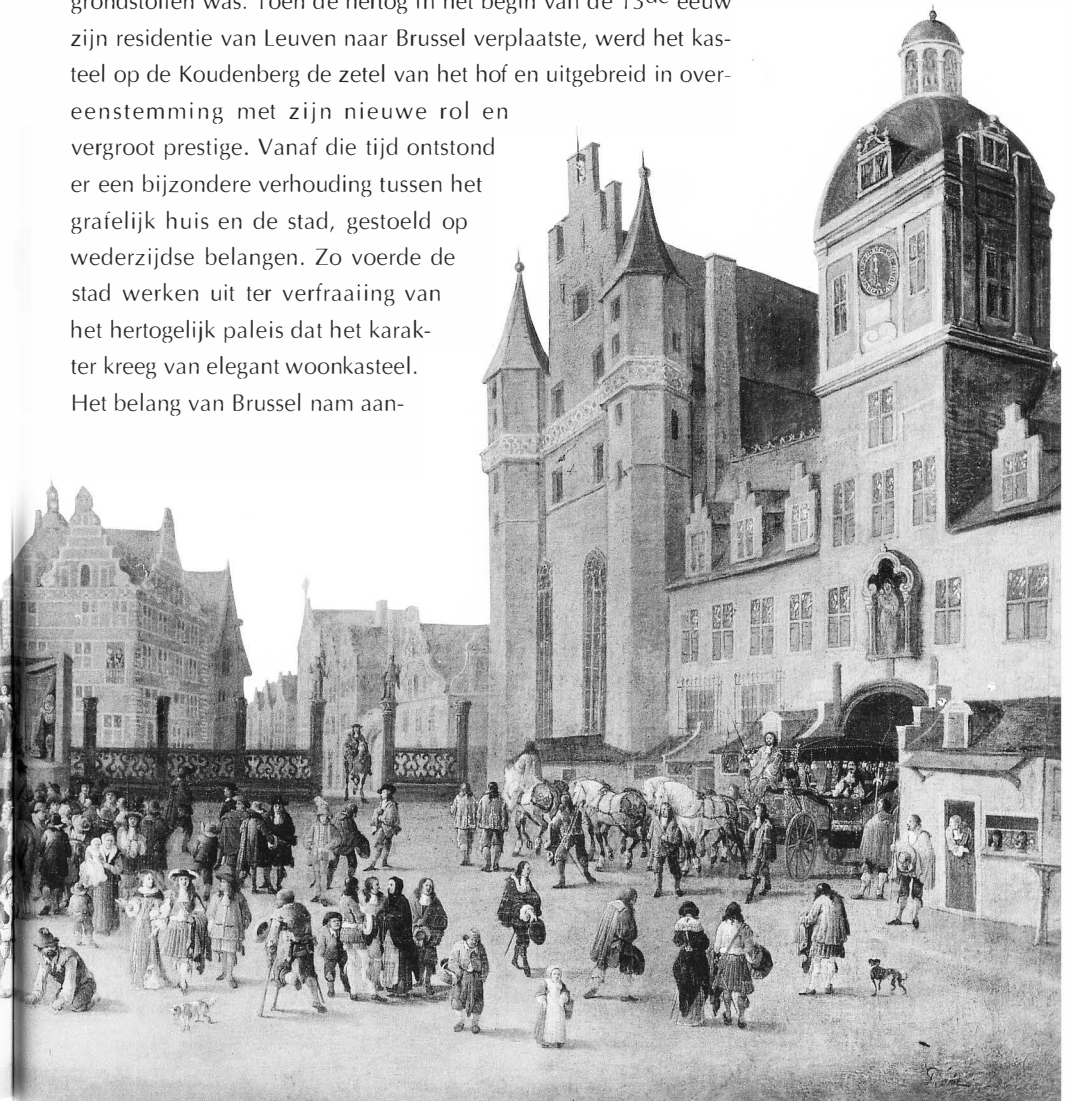 grondstoffen was. Toen de hertog in het begin van de 13de eeuw
zijn residentie van Leuven naar Brussel verplaatste, werd het kas-
teel op de Koudenberg de zetel van het hof en uitgebreid in over-
eenstemming met zijn nieuwe rol en
vergroot prestige. Vanaf die tijd ontstond
er een bijzondere verhouding tussen het
grafelijk huis en de stad, gestoeld op
wederzijdse belangen. Zo voerde de
stad werken uit ter verfraaiing van
het hertogelijk paleis dat het karak-
ter kreeg van elegant woonkasteel.
Het belang van Brussel nam aan-